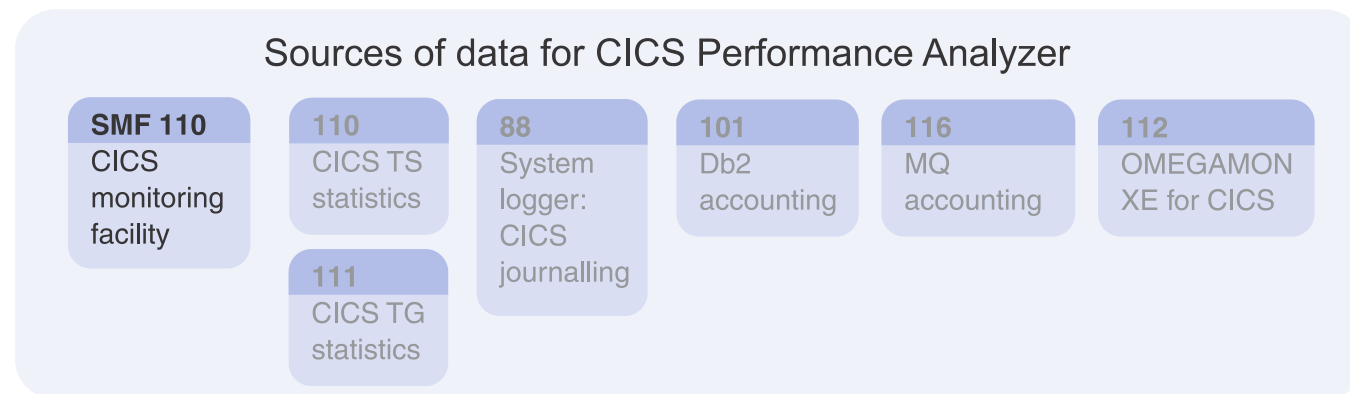 Sources of data for CICS Performance Analyzer
SMF 110
CICS
monitoring
facility
110
CICS TS
statistics
111
CICS TG
statistics
88
System
logger:
CICS
journalling
101
Db2
accounting
116
MQ
accounting
112
OMEGAMON
XE for CICS